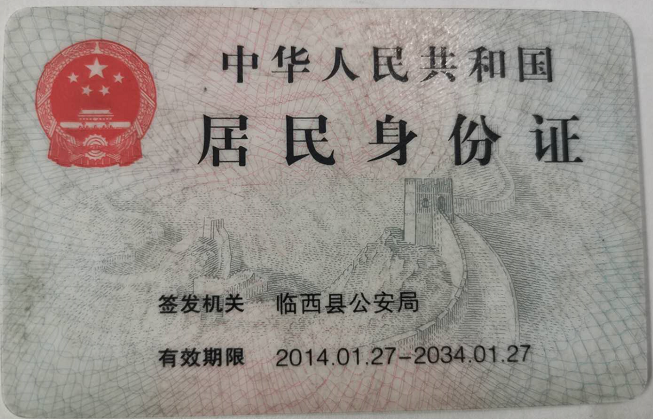 中华人民共和国
居民身份证
签发机关 临西县公安局
有效期限 2014.01.27-2034.01.27